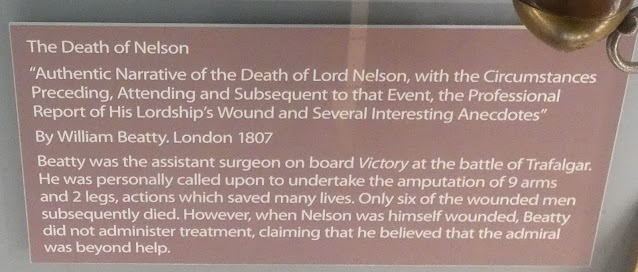 The Death of Nelson
“Authentic Narrative of the Death of Lord Nelson, with the Circumstances
Preceding, Attending and Subsequent to that Event, the Professional
Report of His Lordship’s Wound and Several Interesting Anecdotes”
By William Beatty. London 1807
Beatty was the assistant surgeon on board Victory at the battle of Trafalgar.
He was personally called upon to undertake the amputation of 9 arms
and 2 legs, actions which saved many lives. Only six of the wounded men
subsequently died. However, when Nelson was himself wounded, Beatty
did not administer treatment, claiming that he believed that the admiral
was beyond help.